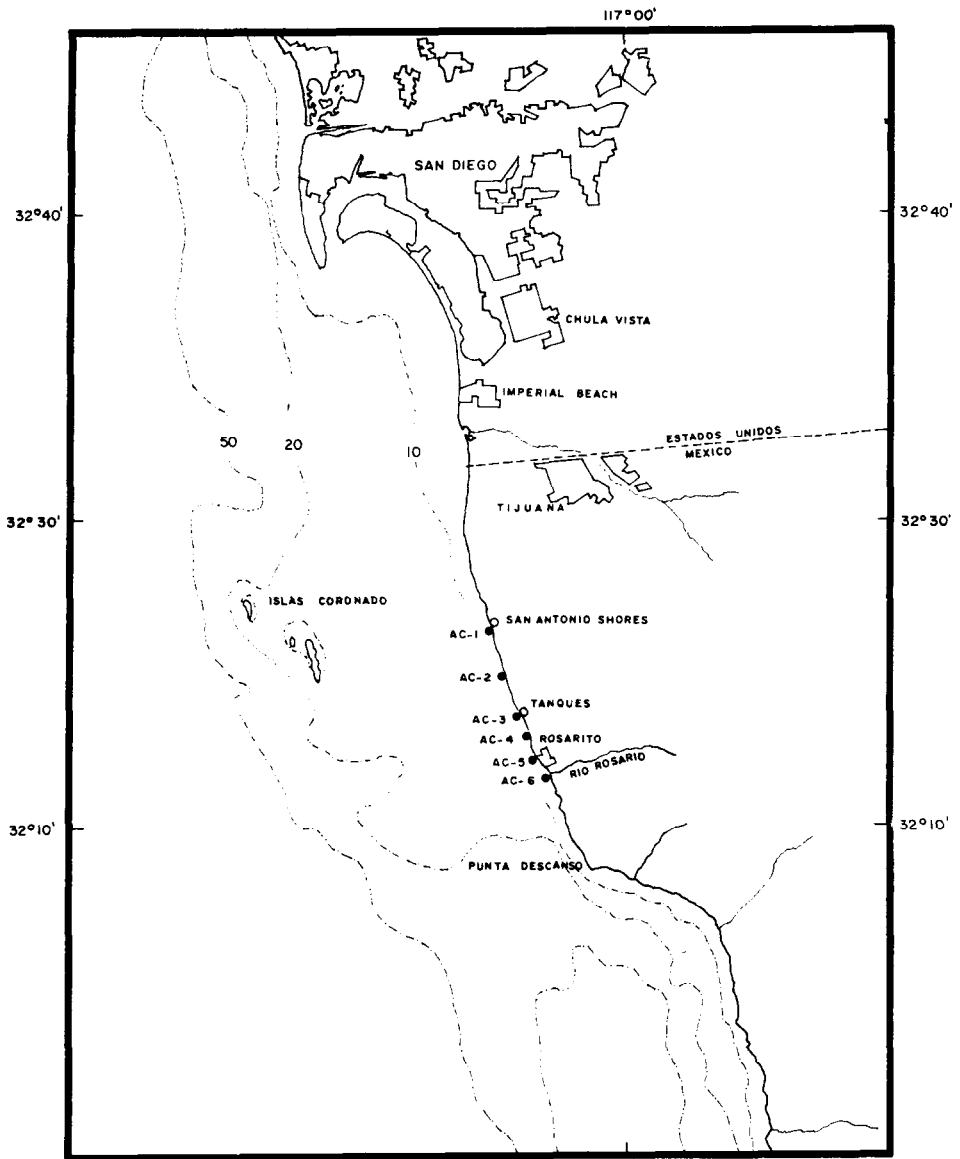 117°00'
SAN DIEGO
32°40'
32°40'
CHULA VISTA
IMPERIAL BEACH
50
20
10
ESTADOS UNIDOS
MEXICO
TIJUANA
32°30'
32°30'
ISLAS CORONADO
SAN ANTONIO SHORES
AC-1
AC-2
TANQUES
AC-3
AC-4
ROSARITO
AC-5
RIO ROSARIO
AC-6
32°10'
32°10'
PUNTA DESCANSO